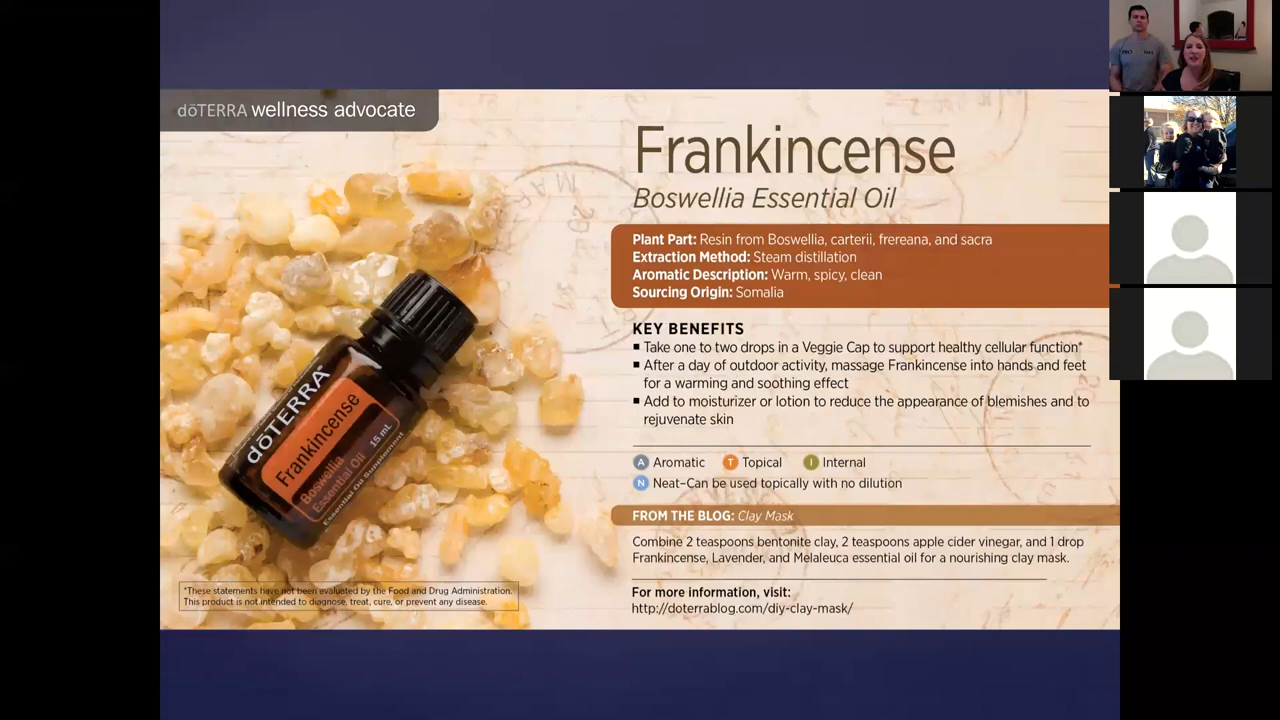 dōTERRA wellness advocate
Frankincense
Boswellia Essential Oil
Plant Part: Resin from Boswellia, carterii, frereana, and sacra
Extraction Method: Steam distillation
Aromatic Description: Warm, spicy, clean
Sourcing Origin: Somalia
KEY BENEFITS
▪ Take one to two drops in a Veggie Cap to support healthy cellular function*
▪ After a day of outdoor activity, massage Frankincense into hands and feet
for a warming and soothing effect
▪ Add to moisturizer or lotion to reduce the appearance of blemishes and to
rejuvenate skin
A Aromatic T Topical I Internal
N Neat–Can be used topically with no dilution
FROM THE BLOG: Clay Mask
Combine 2 teaspoons bentonite clay, 2 teaspoons apple cider vinegar, and 1 drop
Frankincense, Lavender, and Melaleuca essential oil for a nourishing clay mask.
For more information, visit:
http://doterrablog.com/diy-clay-mask/
dōTERRA®
Frankincense
Boswellia
Essential Oil 15 mL
Essential Oil Supplement
*These statements have not been evaluated by the Food and Drug Administration.
This product is not intended to diagnose, treat, cure, or prevent any disease.